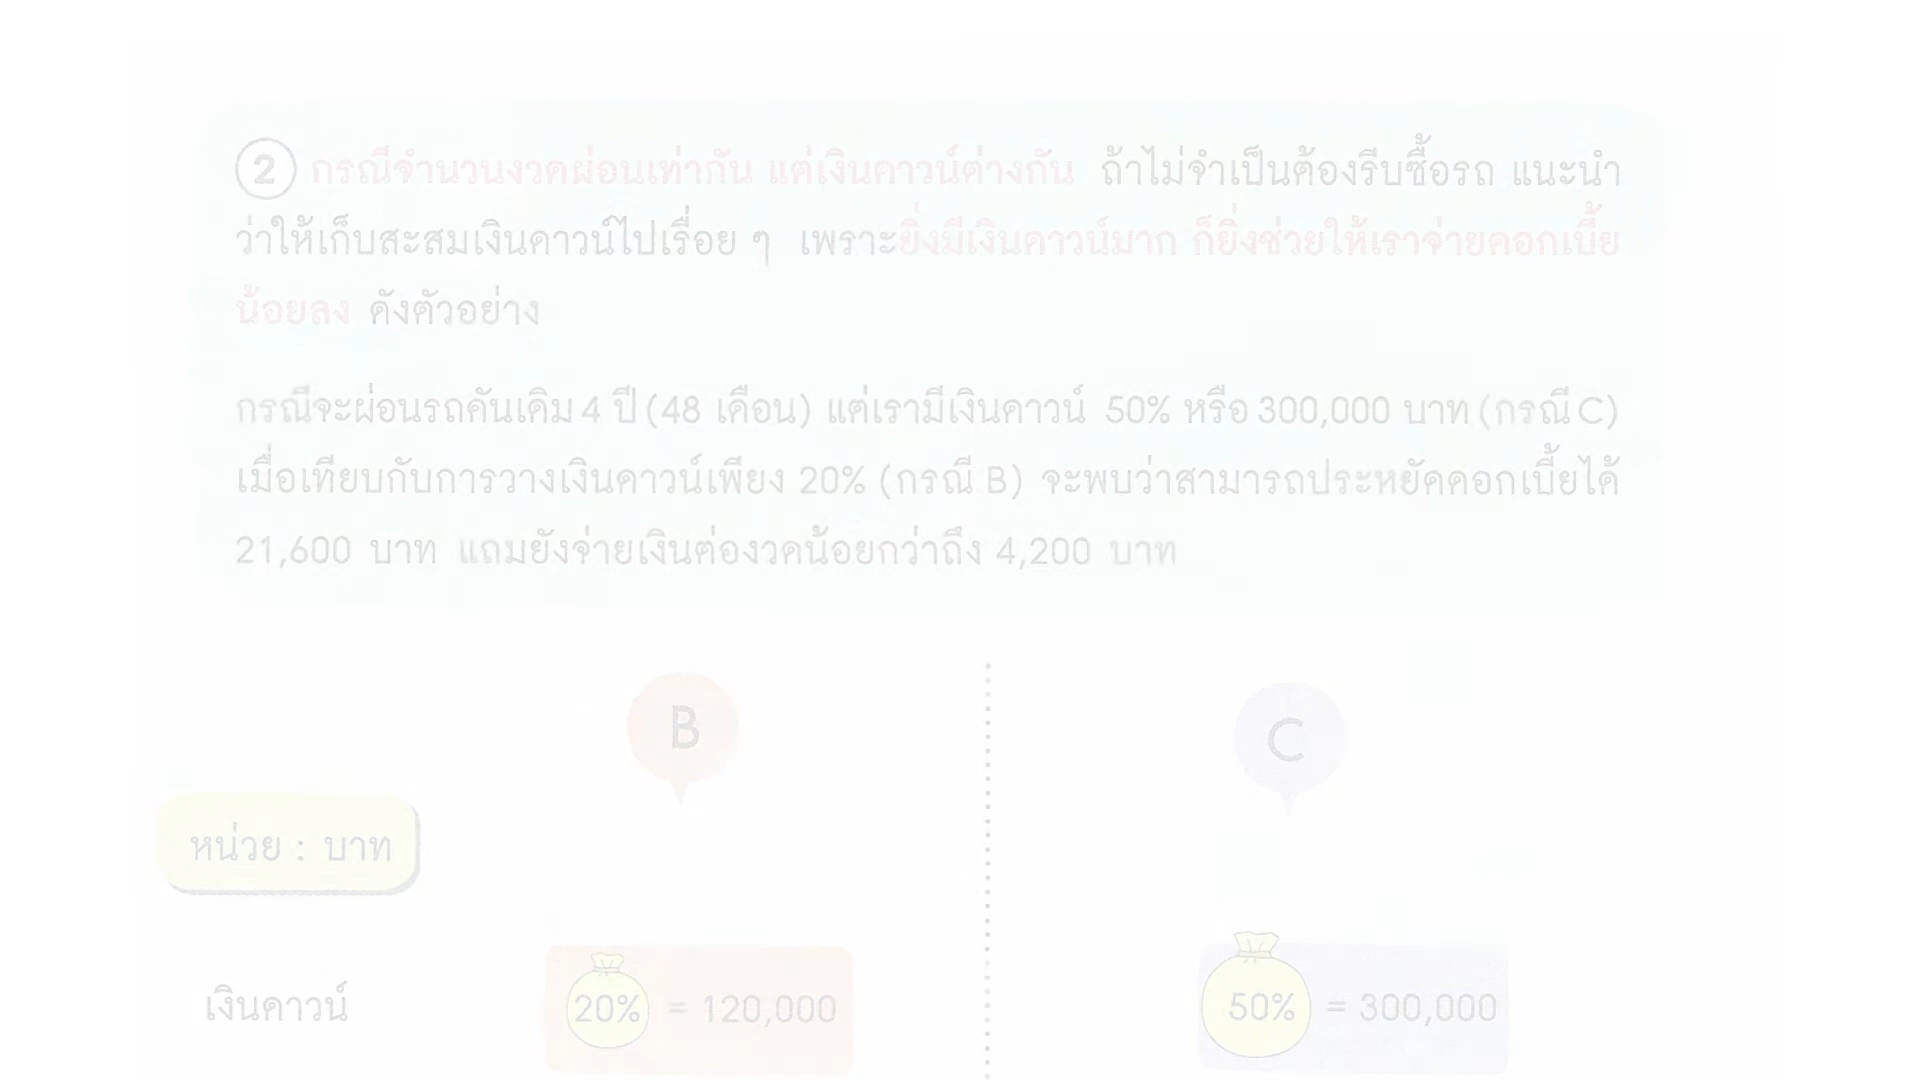 2 กรณีจำนวนงวดผ่อนเท่ากัน แต่เงินดาวน์ต่างกัน ถ้าไม่จำเป็นต้องรีบซื้อรถ แนะนำ
ว่าให้เก็บสะสมเงินดาวน์ไปเรื่อย ๆ เพราะยิ่งมีเงินดาวน์มาก ก็ยิ่งช่วยให้เราจ่ายดอกเบี้ย
น้อยลง ดังตัวอย่าง
กรณีจะผ่อนรถคันเดิม 4 ปี (48 เดือน) แต่เรามีเงินดาวน์ 50% หรือ 300,000 บาท (กรณี C)
เมื่อเทียบกับการวางเงินดาวน์เพียง 20% (กรณี B) จะพบว่าสามารถประหยัดดอกเบี้ยได้
21,600 บาท แถมยังจ่ายเงินต่องวดน้อยกว่าถึง 4,200 บาท
B
C
หน่วย : บาท
เงินดาวน์
20% = 120,000
50% = 300,000